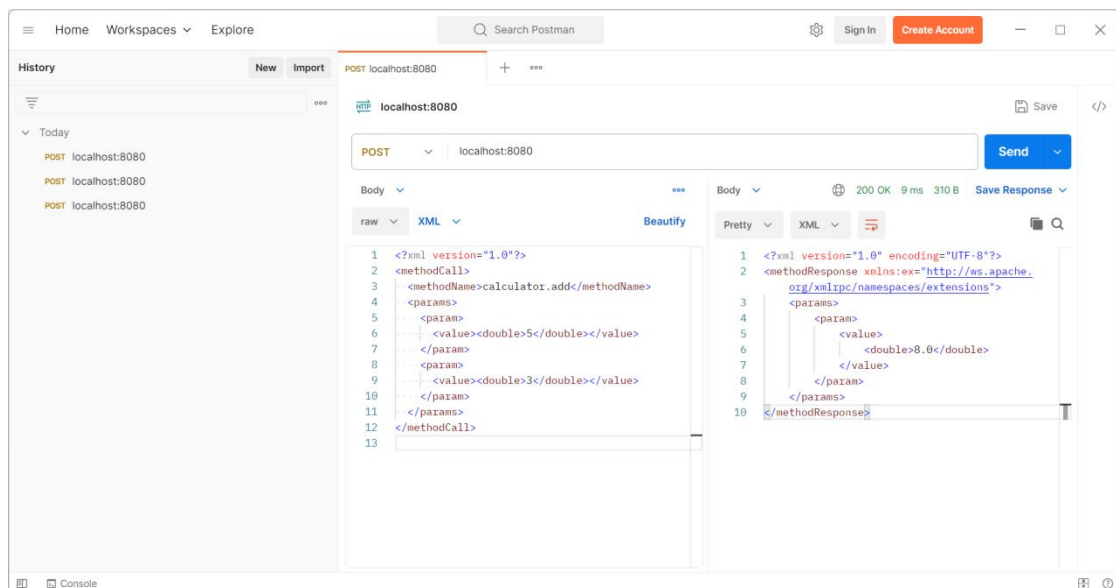 Home Workspaces Explore Search Postman Sign In Create Account
History New Import
Today
POST localhost:8080
POST localhost:8080
POST localhost:8080
POST localhost:8080
HTTP localhost:8080 Save </>
POST localhost:8080 Send
Body
raw XML Beautify
1 <?xml version="1.0"?>
2 <methodCall>
3 <methodName>calculator.add</methodName>
4 <params>
5 <param>
6 <value><double>5</double></value>
7 </param>
8 <param>
9 <value><double>3</double></value>
10 </param>
11 </params>
12 </methodCall>
13
Body 200 OK 9 ms 310 B Save Response
Pretty XML
1 <?xml version="1.0" encoding="UTF-8"?>
2 <methodResponse xmlns:ex="http://ws.apache.
org/xmlrpc/namespaces/extensions">
3 <params>
4 <param>
5 <value>
6 <double>8.0</double>
7 </value>
8 </param>
9 </params>
10 </methodResponse>
Console